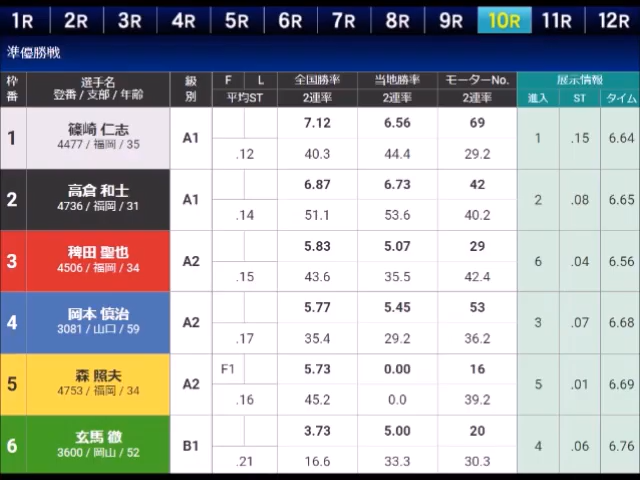 1R 2R 3R 4R 5R 6R 7R 8R 9R 10R 11R 12R
準優勝戦
枠番 選手名 登番 / 支部 / 年齢 級別 F L 平均ST 全国勝率 2連率 当地勝率 2連率 モーターNo. 2連率 展示情報 進入 ST タイム
1 篠崎 仁志 A1 7.12 6.56 69 1 .15 6.64
4477 / 福岡 / 35 .12 40.3 44.4 29.2
2 高倉 和士 A1 6.87 6.73 42 2 .08 6.65
4736 / 福岡 / 31 .14 51.1 53.6 40.2
3 稗田 聖也 A2 5.83 5.07 29 6 .04 6.56
4506 / 福岡 / 34 .15 43.6 35.5 42.4
4 岡本 慎治 A2 5.77 5.45 53 3 .07 6.68
3081 / 山口 / 59 .17 35.4 29.2 36.2
5 森 照夫 A2 F1 5.73 0.00 16 5 .01 6.69
4753 / 福岡 / 34 .16 45.2 0.0 39.2
6 玄馬 徹 B1 3.73 5.00 20 4 .06 6.76
3600 / 岡山 / 52 .21 16.6 33.3 30.3